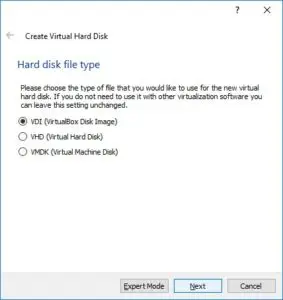 ?
Create Virtual Hard Disk
Hard disk file type
Please choose the type of file that you would like to use for the new virtual
hard disk. If you do not need to use it with other virtualization software you
can leave this setting unchanged.
VDI (VirtualBox Disk Image)
VHD (Virtual Hard Disk)
VMDK (Virtual Machine Disk)
Expert Mode Next Cancel